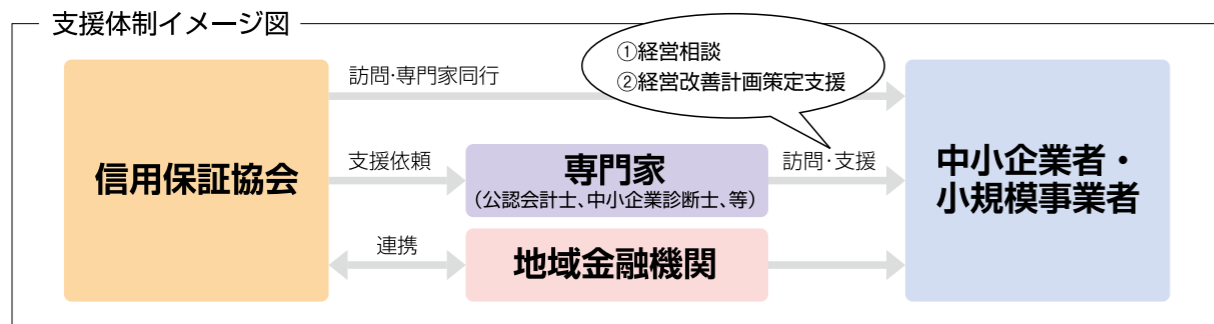 支援体制イメージ図
①経営相談
②経営改善計画策定支援
訪問・専門家同行
信用保証協会
支援依頼
専門家
(公認会計士、中小企業診断士、等)
訪問・支援
中小企業者・
小規模事業者
連携
地域金融機関